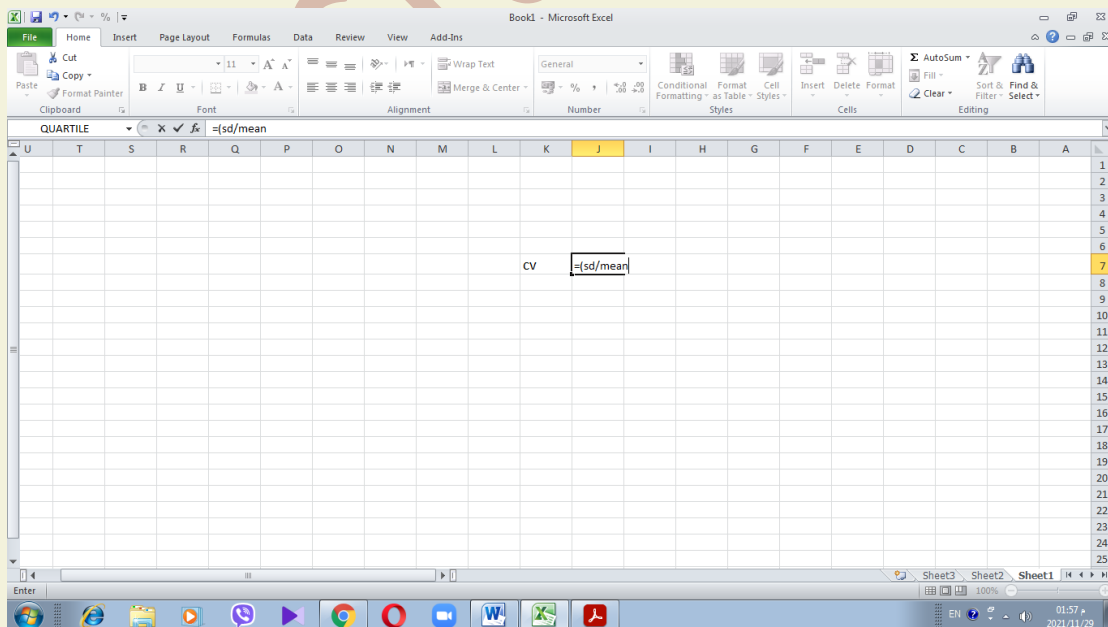 Book1 - Microsoft Excel
File Home Insert Page Layout Formulas Data Review View Add-Ins
Paste
Cut
Copy
Format Painter
Clipboard
11 A A
B I U A
Font
Wrap Text
Merge & Center
Alignment
General
% ,
Number
Conditional Formatting
Format as Table
Cell Styles
Styles
Insert Delete Format
Cells
Σ AutoSum
Fill
Clear
Sort & Filter
Find & Select
Editing
QUARTILE fx =(sd/mean
U T S R Q P O N M L K J I H G F E D C B A
1
2
3
4
5
6
CV =(sd/mean 7
8
9
10
11
12
13
14
15
16
17
18
19
20
21
22
23
24
25
Sheet3 Sheet2 Sheet1
Enter 100%
EN 01:57 م
2021/11/29